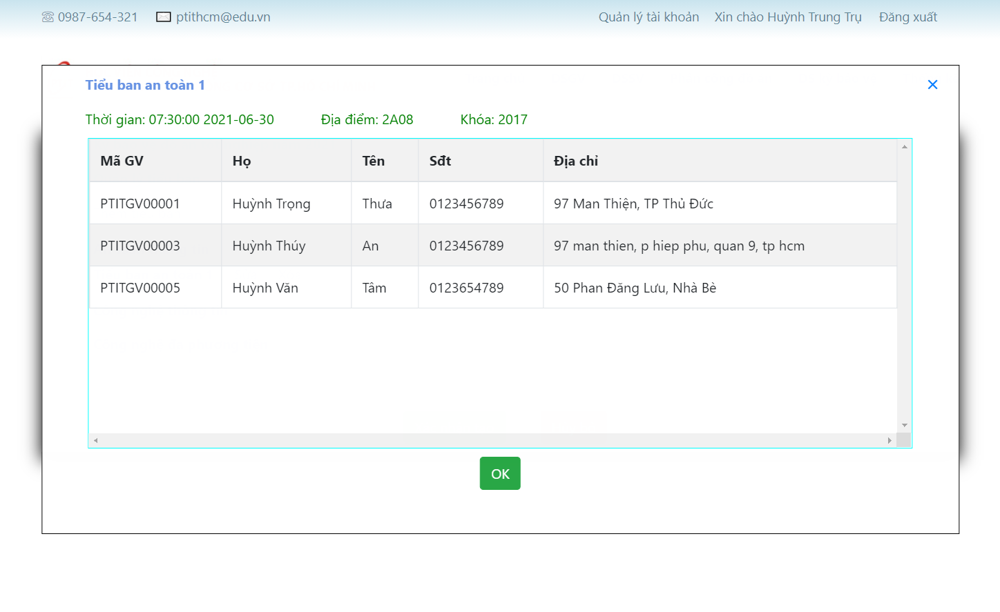 0987-654-321 ptithcm@edu.vn Quản lý tài khoản Xin chào Huỳnh Trung Trụ Đăng xuất
Tiểu ban an toàn 1
Thời gian: 07:30:00 2021-06-30 Địa điểm: 2A08 Khóa: 2017
Mã GV Họ Tên Sđt Địa chỉ
PTITGV00001 Huỳnh Trọng Thưa 0123456789 97 Man Thiện, TP Thủ Đức
PTITGV00003 Huỳnh Thúy An 0123456789 97 man thien, p hiep phu, quan 9, tp hcm
PTITGV00005 Huỳnh Văn Tâm 0123654789 50 Phan Đăng Lưu, Nhà Bè
OK